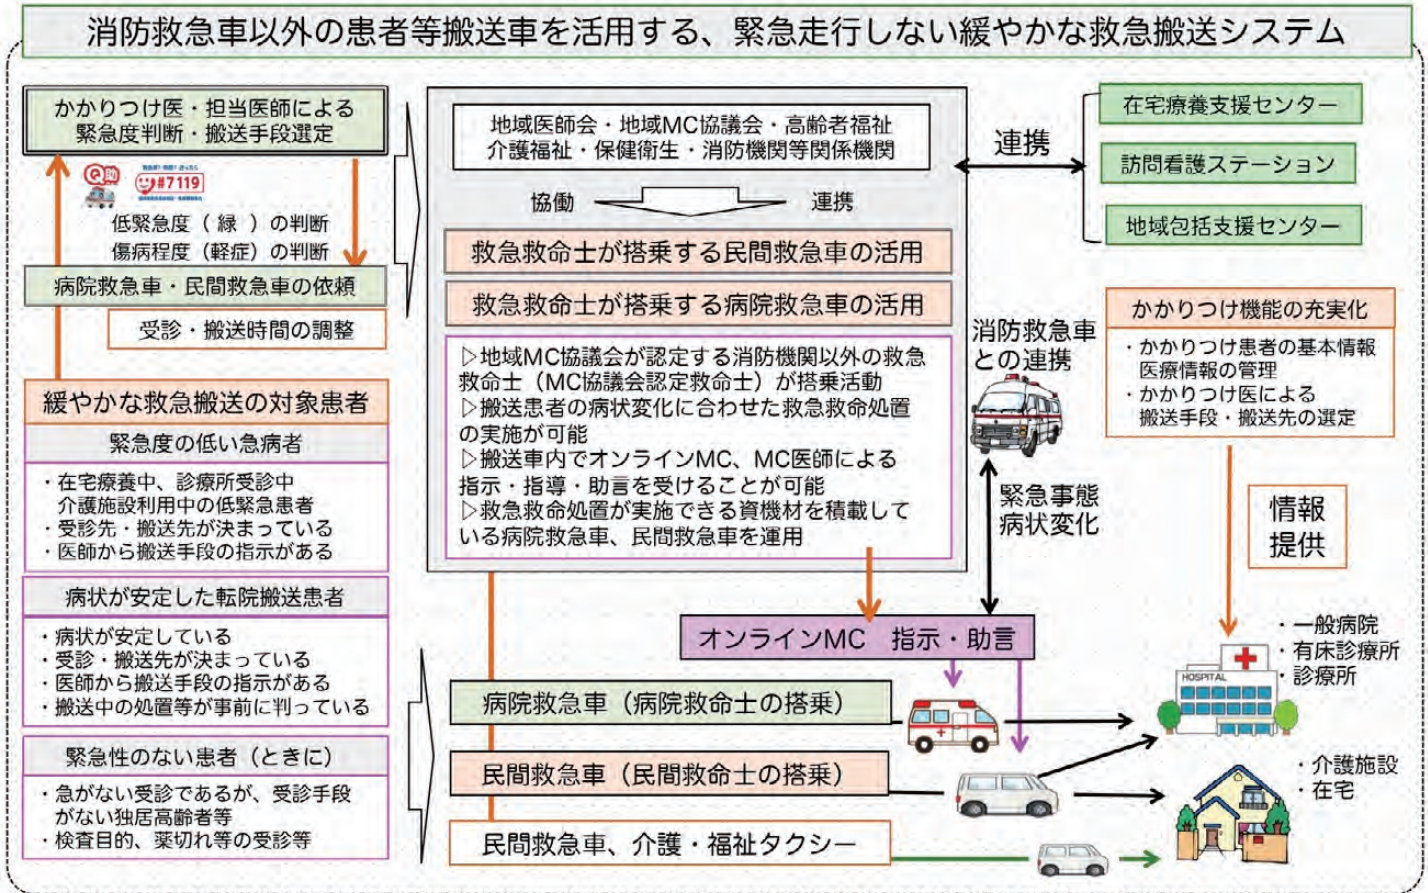 消防救急車以外の患者等搬送車を活用する、緊急走行しない緩やかな救急搬送システム
かかりつけ医・担当医師による
緊急度判断・搬送手段選定
Q助
#7119
低緊急度（ 緑 ）の判断
傷病程度（軽症）の判断
病院救急車・民間救急車の依頼
受診・搬送時間の調整
緩やかな救急搬送の対象患者
緊急度の低い急病者
・在宅療養中、診療所受診中
介護施設利用中の低緊急患者
・受診先・搬送先が決まっている
・医師から搬送手段の指示がある
病状が安定した転院搬送患者
・病状が安定している
・受診・搬送先が決まっている
・医師から搬送手段の指示がある
・搬送中の処置等が事前に判っている
緊急性のない患者（ときに）
・急がない受診であるが、受診手段
がない独居高齢者等
・検査目的、薬切れ等の受診等
地域医師会・地域MC協議会・高齢者福祉
介護福祉・保健衛生・消防機関等関係機関
協働
連携
救急救命士が搭乗する民間救急車の活用
救急救命士が搭乗する病院救急車の活用
▷地域MC協議会が認定する消防機関以外の救急
救命士（MC協議会認定救命士）が搭乗活動
▷搬送患者の病状変化に合わせた救急救命処置
の実施が可能
▷搬送車内でオンラインMC、MC医師による
指示・指導・助言を受けることが可能
▷救急救命処置が実施できる資機材を積載して
いる病院救急車、民間救急車を運用
連携
在宅療養支援センター
訪問看護ステーション
地域包括支援センター
消防救急車
との連携
緊急事態
病状変化
かかりつけ機能の充実化
・かかりつけ患者の基本情報
医療情報の管理
・かかりつけ医による
搬送手段・搬送先の選定
情報
提供
オンラインMC　指示・助言
病院救急車（病院救命士の搭乗）
民間救急車（民間救命士の搭乗）
民間救急車、介護・福祉タクシー
HOSPITAL
・一般病院
・有床診療所
・診療所
・介護施設
・在宅